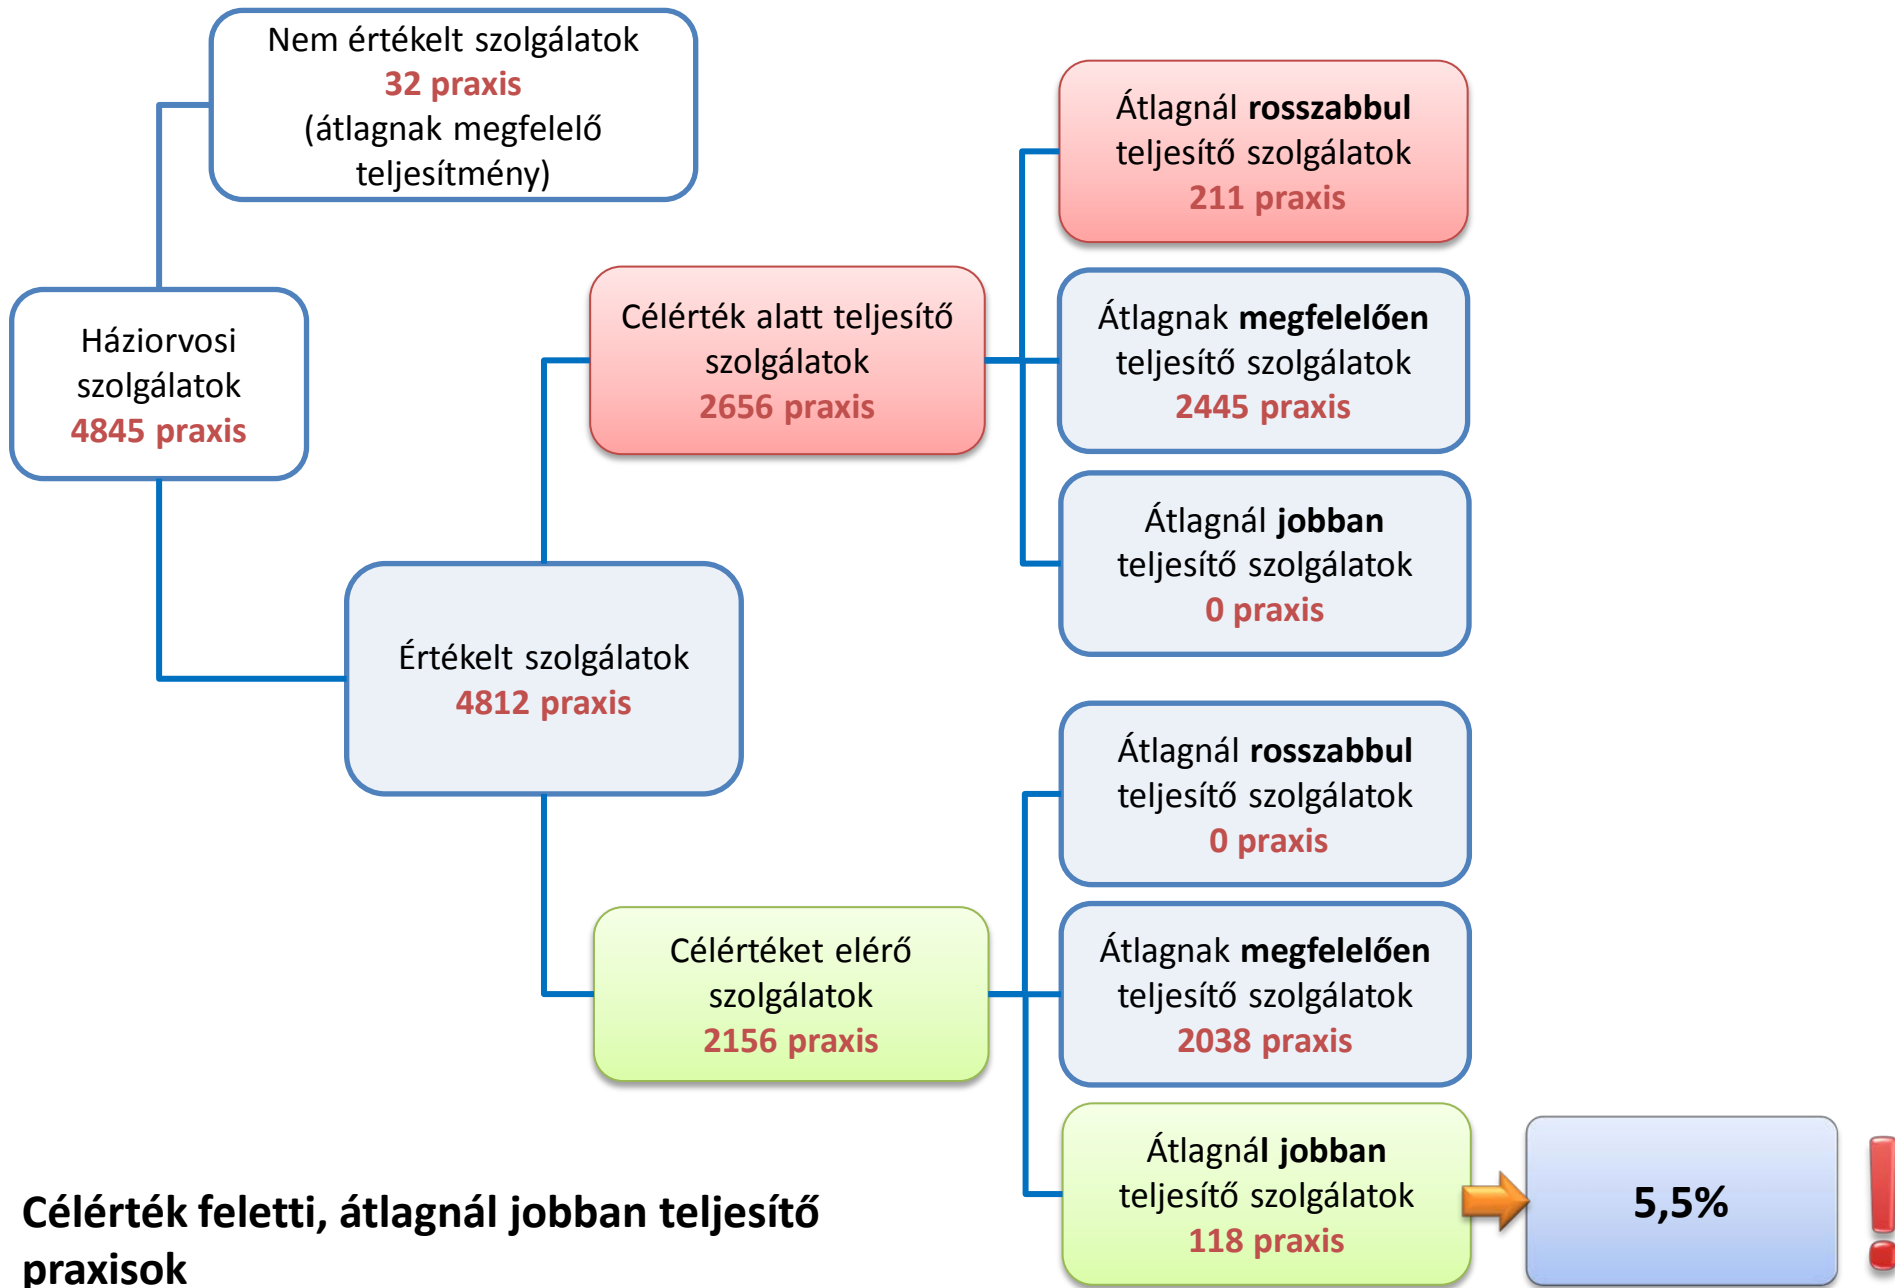 Nem értékelt szolgálatok
32 praxis
(átlagnak megfelelő
teljesítmény)
Háziorvosi
szolgálatok
4845 praxis
Értékelt szolgálatok
4812 praxis
Célérték alatt teljesítő
szolgálatok
2656 praxis
Átlagnál rosszabbul
teljesítő szolgálatok
211 praxis
Átlagnak megfelelően
teljesítő szolgálatok
2445 praxis
Átlagnál jobban
teljesítő szolgálatok
0 praxis
Célértéket elérő
szolgálatok
2156 praxis
Átlagnál rosszabbul
teljesítő szolgálatok
0 praxis
Átlagnak megfelelően
teljesítő szolgálatok
2038 praxis
Átlagnál jobban
teljesítő szolgálatok
118 praxis
5,5%
!
Célérték feletti, átlagnál jobban teljesítő
praxisok